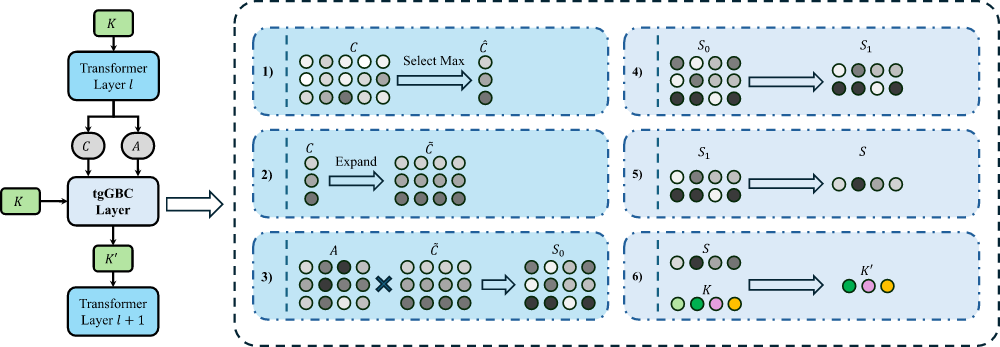 K
Transformer
Layer l
C
A
K
tgGBC
Layer
K′
Transformer
Layer l + 1
1)
C
Select Max
Ĉ
2)
C
Expand
C̃
3)
A
C̃
S₀
4)
S₀
S₁
5)
S₁
S
6)
S
K
K′